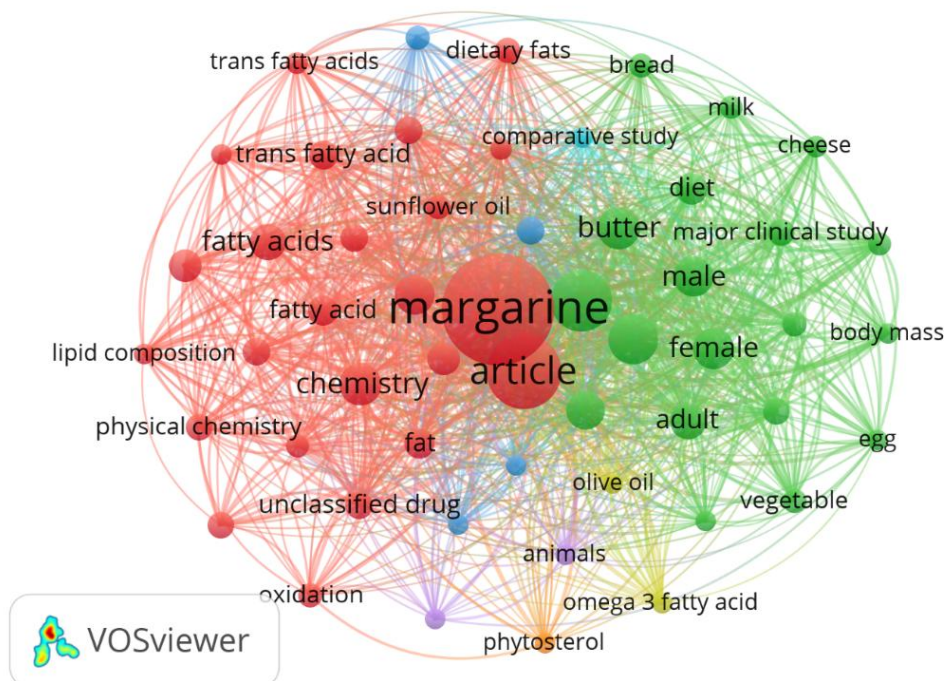 trans fatty acids
dietary fats
bread
milk
comparative study
cheese
trans fatty acid
diet
sunflower oil
butter
major clinical study
fatty acids
male
margarine
fatty acid
body mass
female
lipid composition
article
chemistry
adult
physical chemistry
fat
egg
olive oil
unclassified drug
vegetable
animals
oxidation
omega 3 fatty acid
phytosterol
VOSviewer